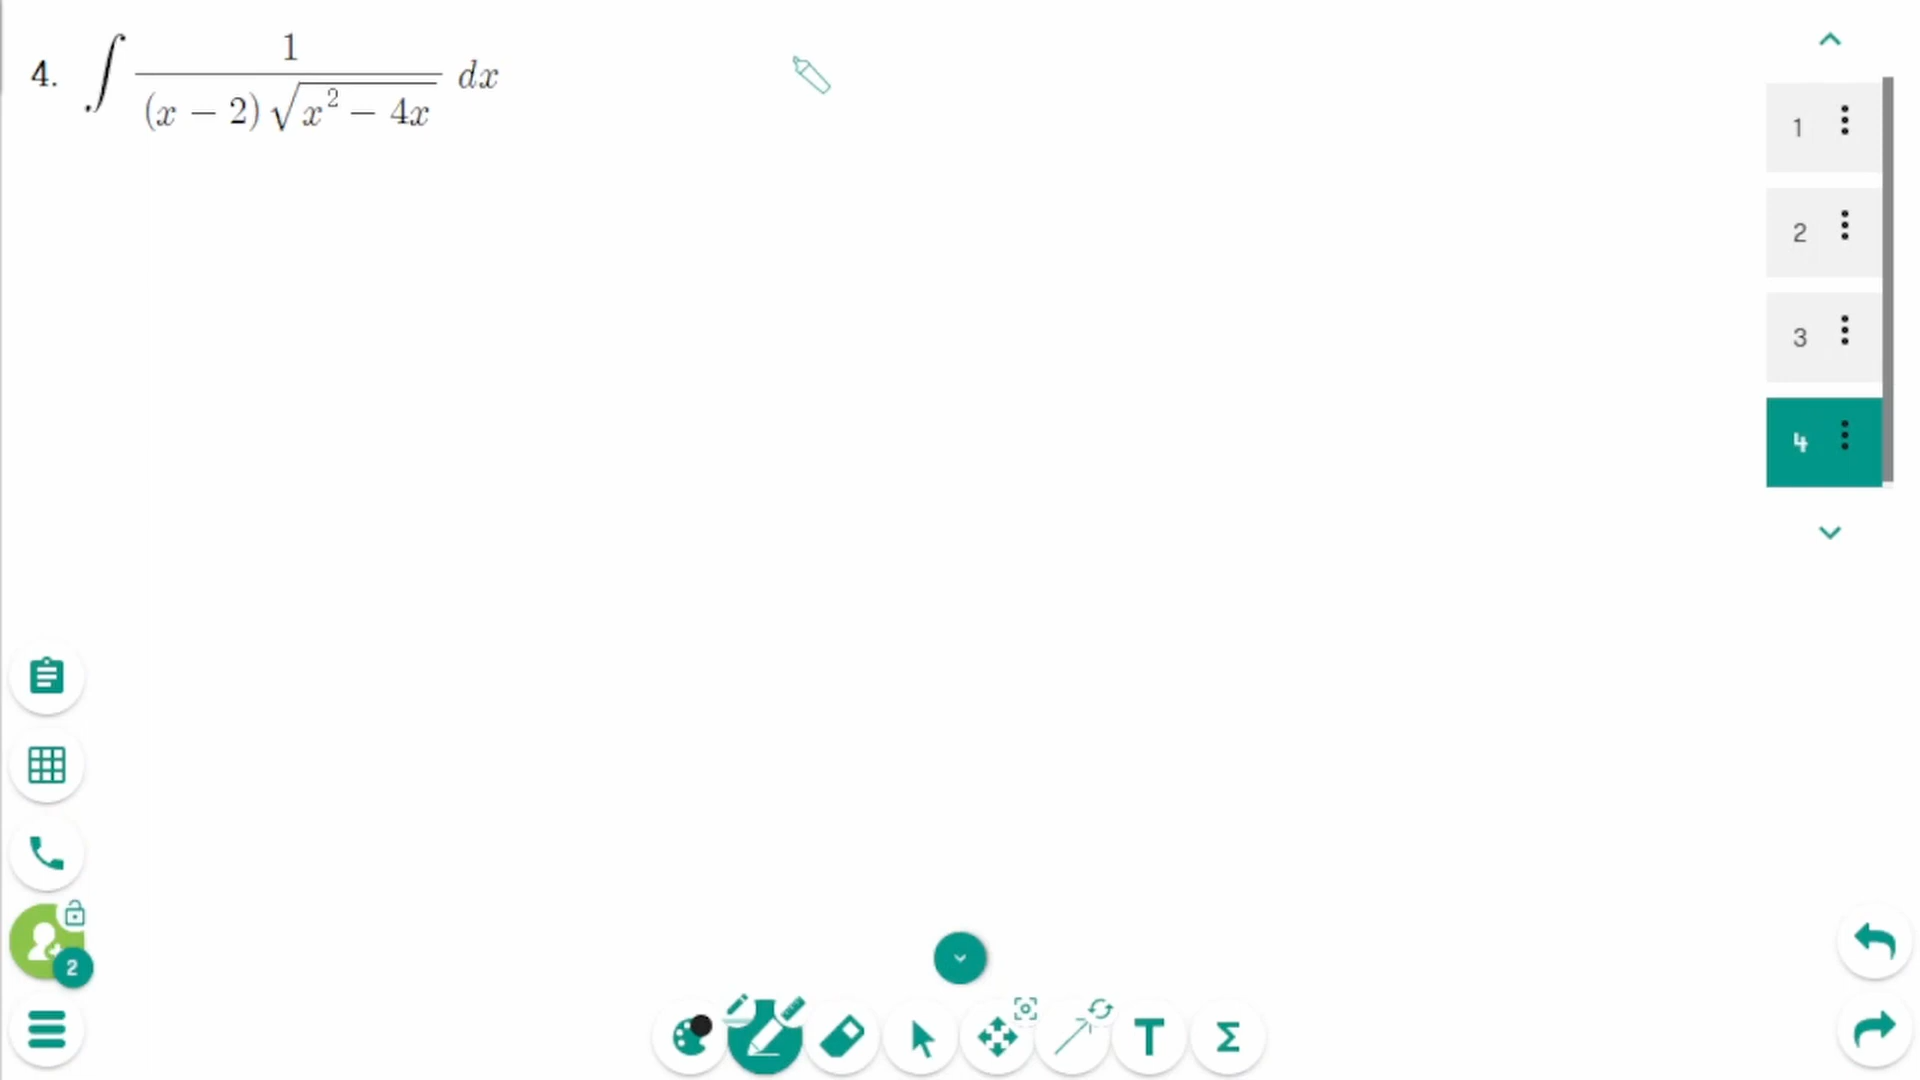 4. ∫ 1/((x − 2)√(x² − 4x)) dx
1
2
3
4
2
T
Σ